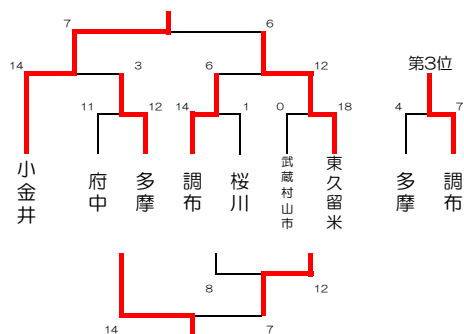 7 6
14 3 6 12 第3位
11 12 14 1 0 18 4 7
小金井 府中 多摩 調布 桜川 武蔵村山市 東久留米 多摩 調布
8 12
14 7